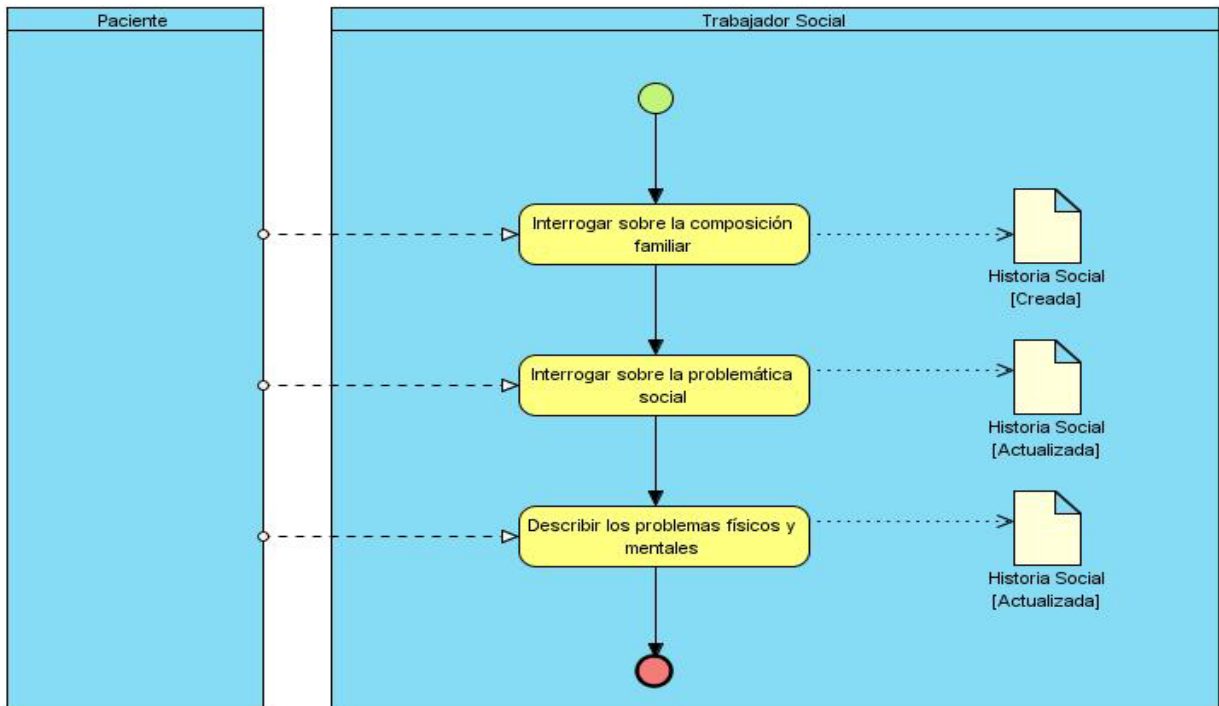 Paciente
Trabajador Social
Interrogar sobre la composición
familiar
Historia Social
[Creada]
Interrogar sobre la problemática
social
Historia Social
[Actualizada]
Describir los problemas físicos y
mentales
Historia Social
[Actualizada]